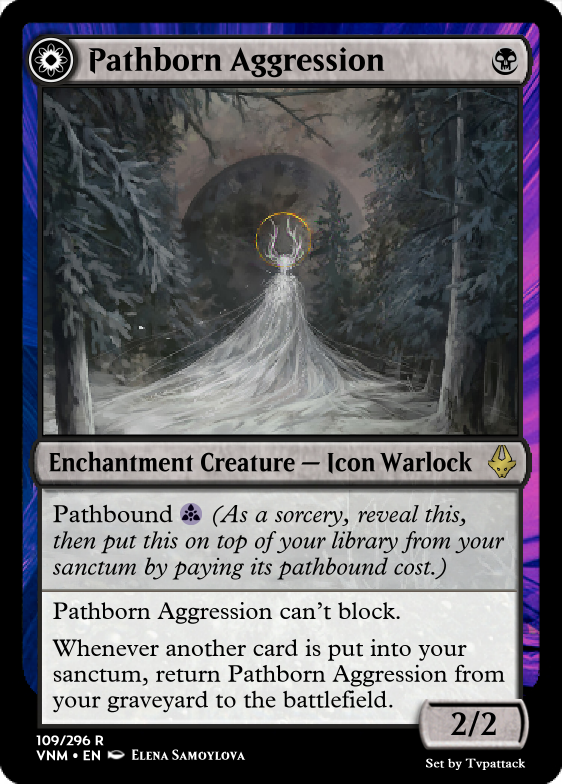 Pathborn Aggression
Enchantment Creature — Icon Warlock
Pathbound (As a sorcery, reveal this,
then put this on top of your library from your
sanctum by paying its pathbound cost.)
Pathborn Aggression can't block.
Whenever another card is put into your
sanctum, return Pathborn Aggression from
your graveyard to the battlefield.
2/2
109/296 R
VNM • EN Elena Samoylova
Set by Tvpattack